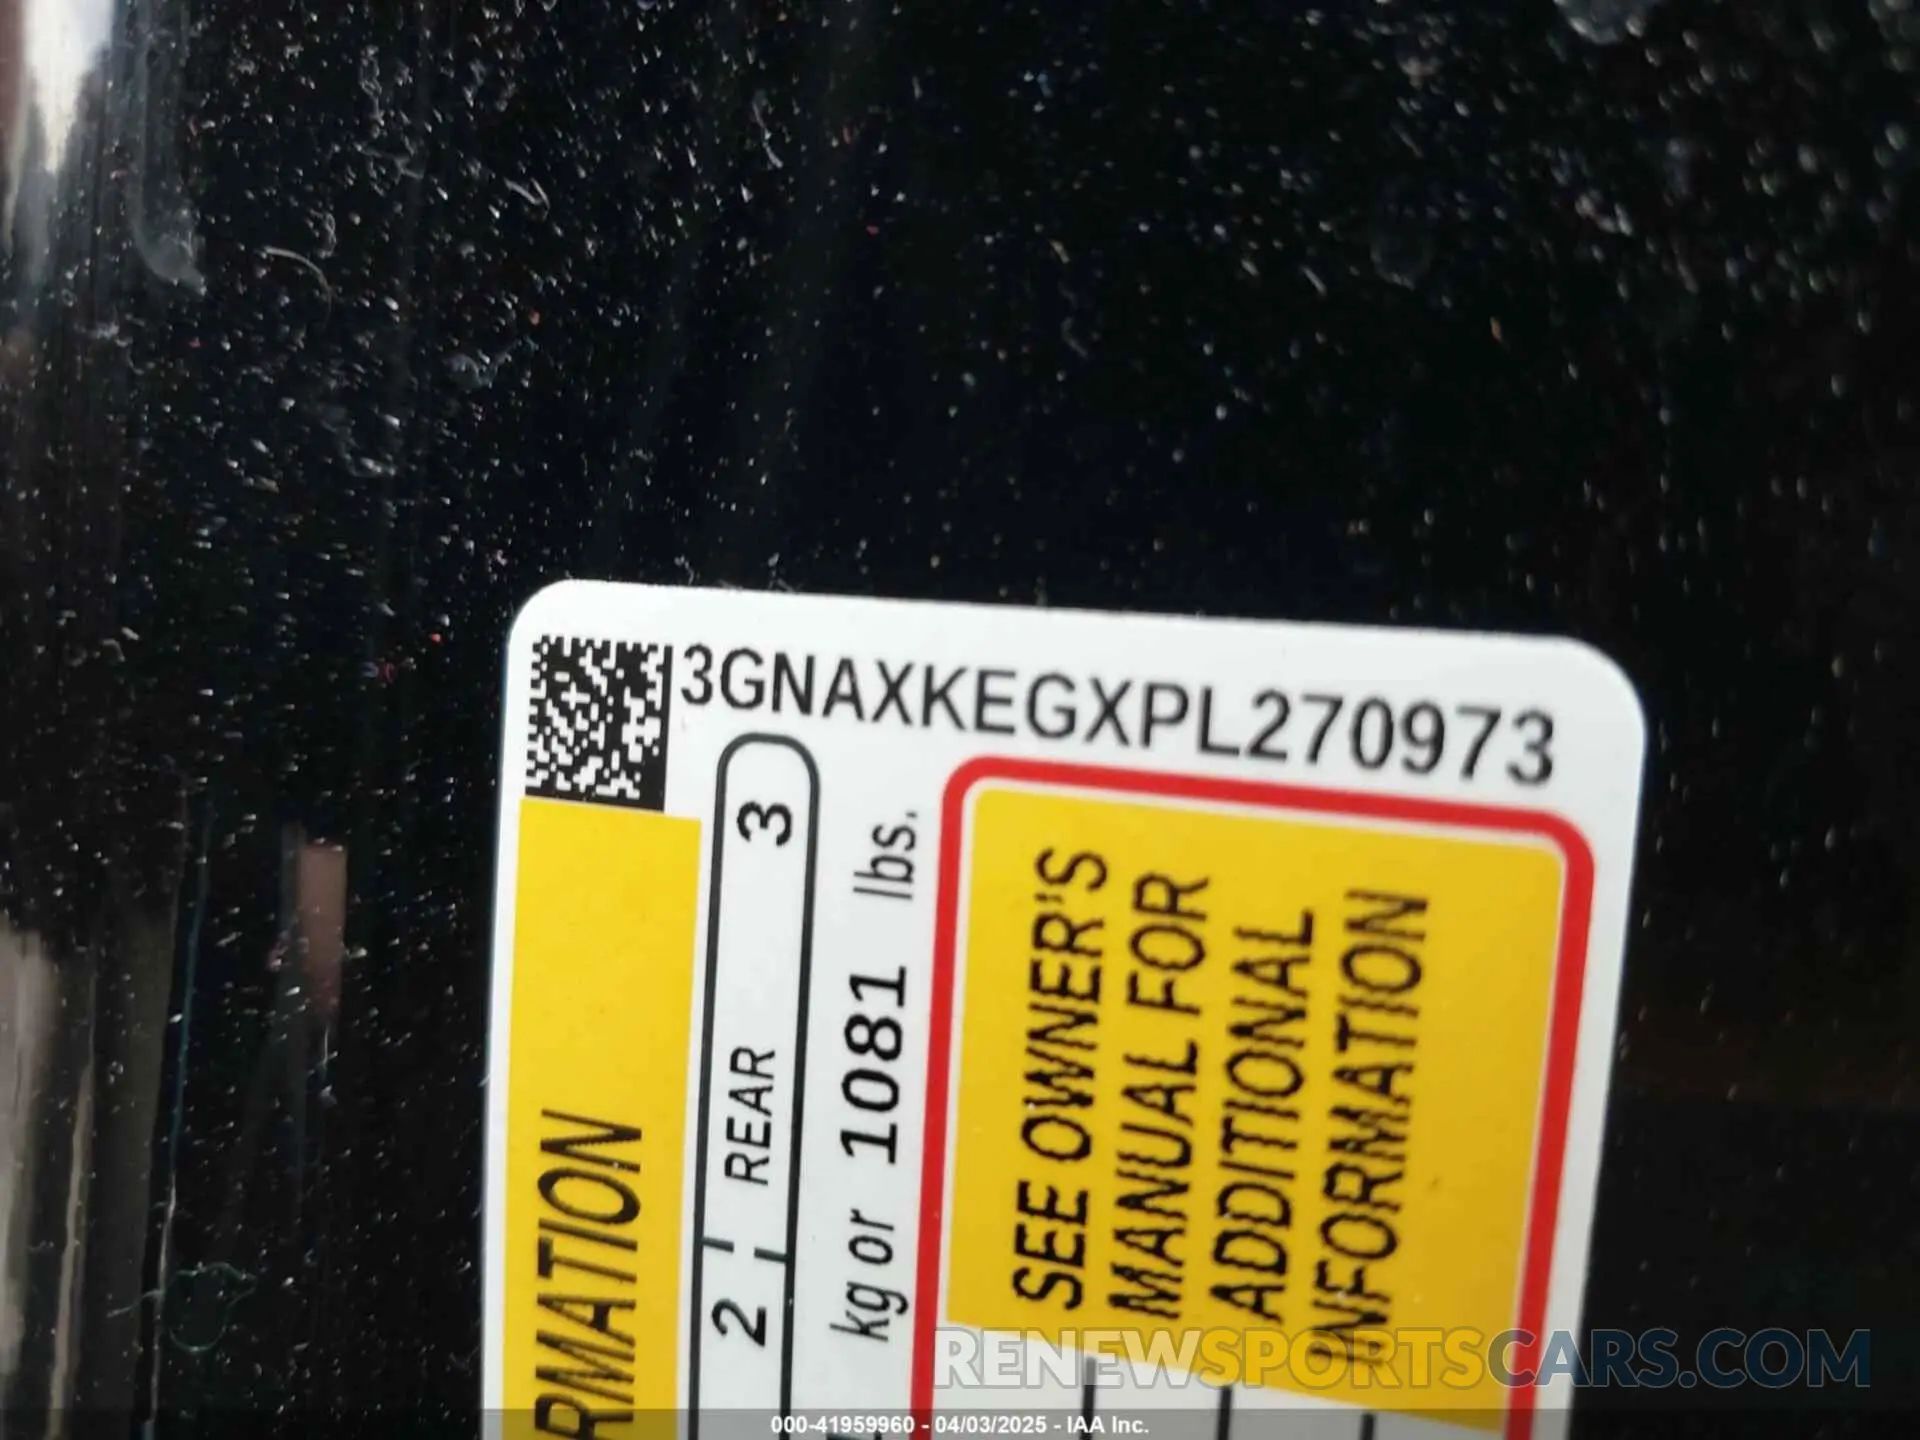 3GNAXKEGXPL270973
RMATION
2 REAR 3
kg or 1081 lbs.
SEE OWNER'S
MANUAL FOR
ADDITIONAL
INFORMATION
RENEWSPORTSCARS.COM
000-41959960 - 04/03/2025 - IAA Inc.